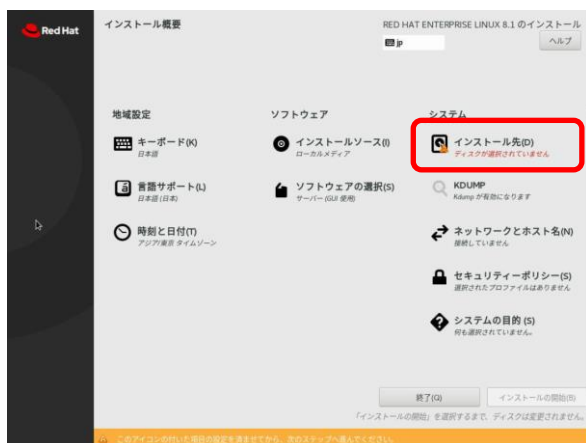 Red Hat
インストール概要
RED HAT ENTERPRISE LINUX 8.1 のインストール
jp
ヘルプ
地域設定
キーボード(K)
日本語
言語サポート(L)
日本語 (日本)
時刻と日付(T)
アジア/東京 タイムゾーン
ソフトウェア
インストールソース(I)
ローカルメディア
ソフトウェアの選択(S)
サーバー (GUI 使用)
システム
インストール先(D)
ディスクが選択されていません
KDUMP
Kdump が有効になります
ネットワークとホスト名(N)
接続していません
セキュリティーポリシー(S)
選択されたプロファイルはありません
システムの目的 (S)
何も選択されていません。
終了(Q)
インストールの開始(B)
「インストールの開始」を選択するまで、ディスクは変更されません。
このアイコンの付いた項目の設定を済ませてから、次のステップへ進んでください。